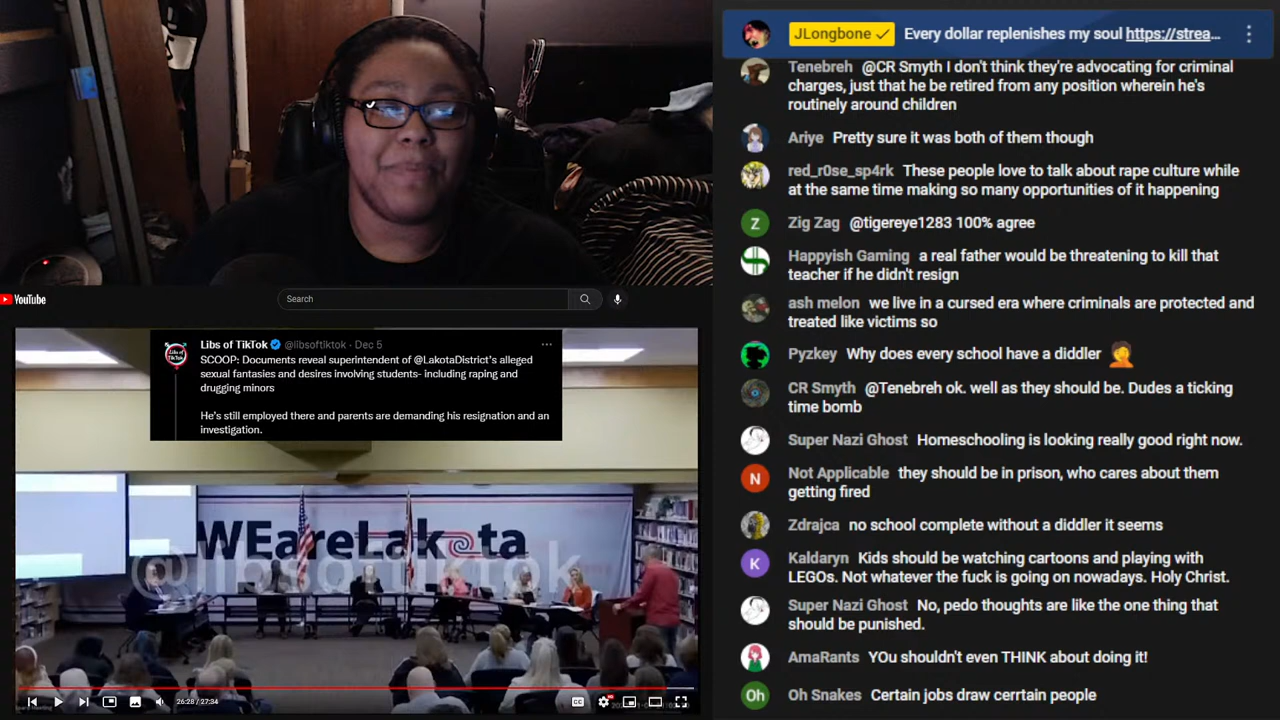 JLongbone Every dollar replenishes my soul https://strea...
Tenebreh @CR Smyth I don't think they're advocating for criminal
charges, just that he be retired from any position wherein he's
routinely around children
Ariye Pretty sure it was both of them though
red_r0se_sp4rk These people love to talk about rape culture while
at the same time making so many opportunities of it happening
Z
Zig Zag @tigereye1283 100% agree
Happyish Gaming a real father would be threatening to kill that
teacher if he didn't resign
ash melon we live in a cursed era where criminals are protected and
treated like victims so
Pyzkey Why does every school have a diddler
CR Smyth @Tenebreh ok. well as they should be. Dudes a ticking
time bomb
Super Nazi Ghost Homeschooling is looking really good right now.
N
Not Applicable they should be in prison, who cares about them
getting fired
Zdrajca no school complete without a diddler it seems
K
Kaldaryn Kids should be watching cartoons and playing with
LEGOs. Not whatever the fuck is going on nowadays. Holy Christ.
Super Nazi Ghost No, pedo thoughts are like the one thing that
should be punished.
AmaRants YOu shouldn't even THINK about doing it!
Oh
Oh Snakes Certain jobs draw cerrtain people
YouTube
Search
Libs of TikTok @libsoftiktok · Dec 5
SCOOP: Documents reveal superintendent of @LakotaDistrict's alleged
sexual fantasies and desires involving students- including raping and
drugging minors
He's still employed there and parents are demanding his resignation and an
investigation.
WEareLakota
@libsoftiktok
26:28 / 27:34
CC